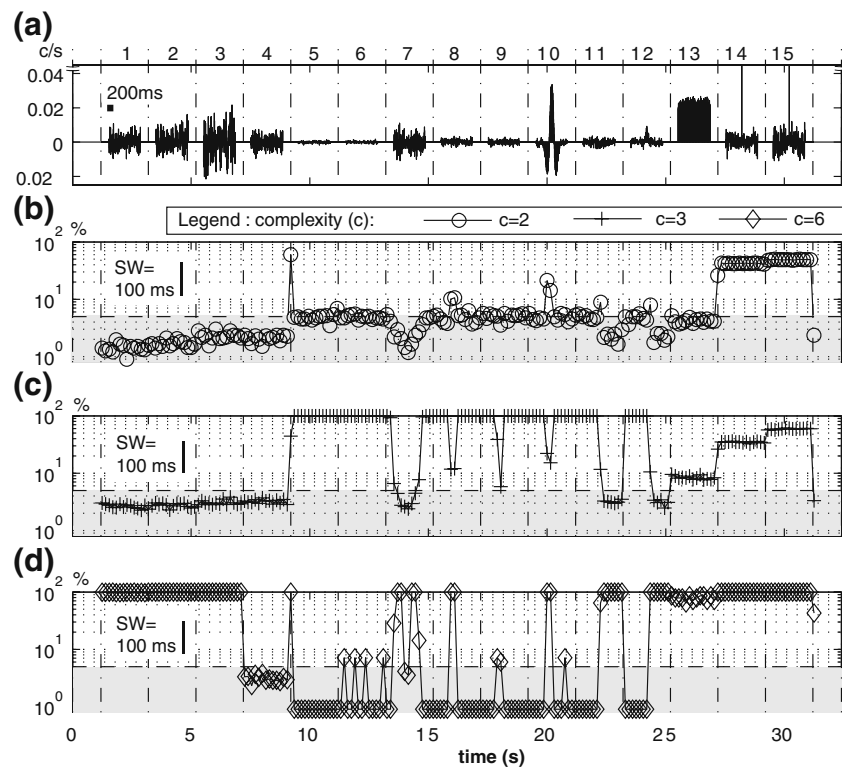 (a)
c/s 1 2 3 4 5 6 7 8 9 10 11 12 13 14 15
0.04
200ms
0.02
0
0.02
(b)
Legend : complexity (c): c=2 c=3 c=6
%
10 2
SW=
100 ms
10 1
10 0
(c)
%
10 2
SW=
100 ms
10 1
10 0
(d)
%
10 2
SW=
100 ms
10 1
10 0
0 5 10 15 20 25 30
time (s)